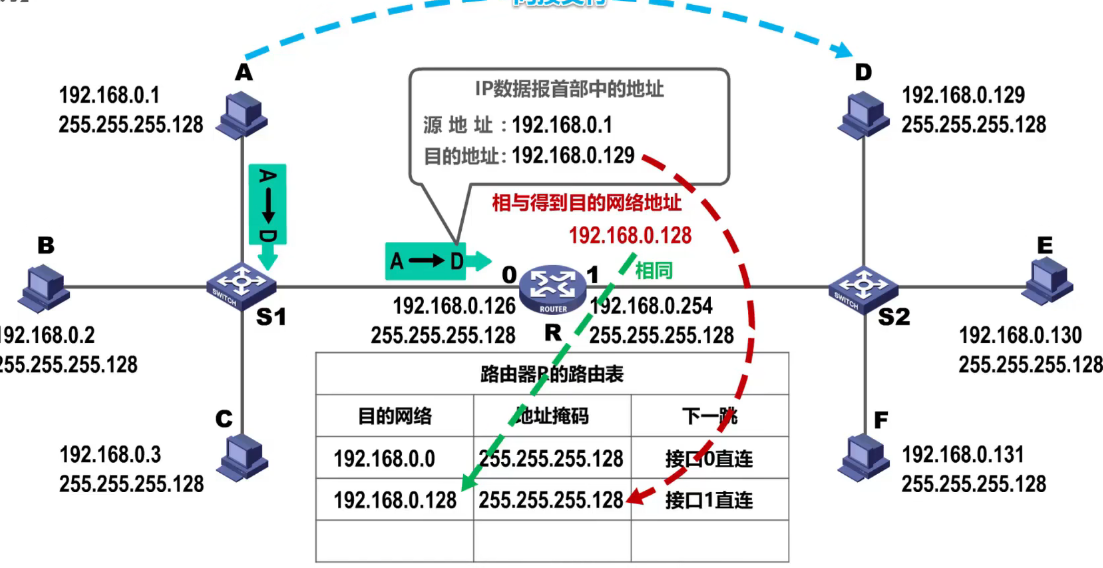 间接交付
A
192.168.0.1
255.255.255.128
IP数据报首部中的地址
源 地 址 : 192.168.0.1
目的地址: 192.168.0.129
D
192.168.0.129
255.255.255.128
A → D
相与得到目的网络地址
192.168.0.128
相同
B
192.168.0.2
255.255.255.128
SWITCH
S1
A → D
0
1
ROUTER
R
192.168.0.126
255.255.255.128
192.168.0.254
255.255.255.128
SWITCH
S2
E
192.168.0.130
255.255.255.128
C
192.168.0.3
255.255.255.128
F
192.168.0.131
255.255.255.128
路由器R的路由表
目的网络 地址掩码 下一跳
192.168.0.0 255.255.255.128 接口0直连
192.168.0.128 255.255.255.128 接口1直连